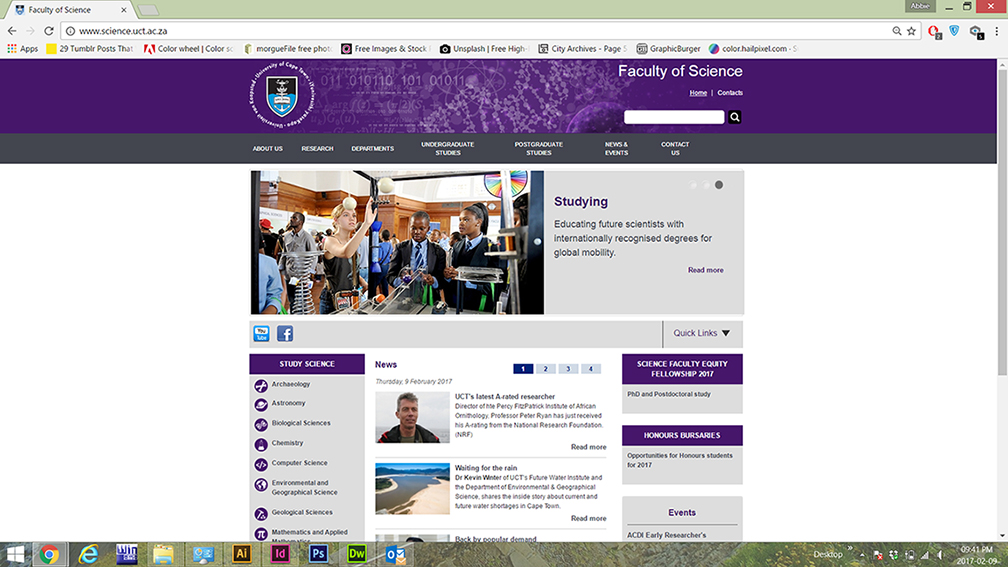 Faculty of Science
Abbie
www.science.uct.ac.za
Apps
29 Tumblr Posts That
Color wheel | Color sc
morgueFile free photo
Free Images & Stock
Unsplash | Free High-
City Archives - Page 5
GraphicBurger
color.hailpixel.com - S
University of Cape Town
Faculty of Science
Home | Contacts
ABOUT US
RESEARCH
DEPARTMENTS
UNDERGRADUATE
STUDIES
POSTGRADUATE
STUDIES
NEWS &
EVENTS
CONTACT
US
Studying
Educating future scientists with
internationally recognised degrees for
global mobility.
Read more
You
Tube
Quick Links
STUDY SCIENCE
Archaeology
Astronomy
Biological Sciences
Chemistry
Computer Science
Environmental and
Geographical Science
Geological Sciences
Mathematics and Applied
Mathematics
News
1 2 3 4
Thursday, 9 February 2017
UCT's latest A-rated researcher
Director of hte Percy FitzPatrick Institute of African
Ornithology, Professor Peter Ryan has just received
his A-rating from the National Research Foundation.
(NRF)
Read more
Waiting for the rain
Dr Kevin Winter of UCT's Future Water Institute and
the Department of Environmental & Geographical
Science, shares the inside story about current and
future water shortages in Cape Town.
Read more
Back by popular demand
SCIENCE FACULTY EQUITY
FELLOWSHIP 2017
PhD and Postdoctoral study
HONOURS BURSARIES
Opportunities for Honours students
for 2017
Events
ACDI Early Researcher's
Ai
Id
Ps
Dw
Desktop
09:41 PM
2017-02-09